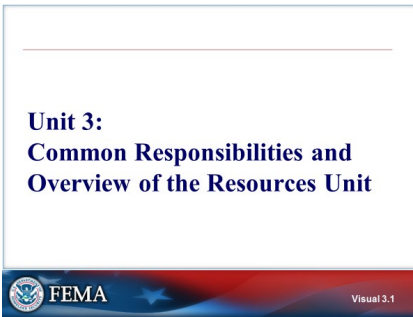 Unit 3:
Common Responsibilities and
Overview of the Resources Unit
FEMA
Visual 3.1